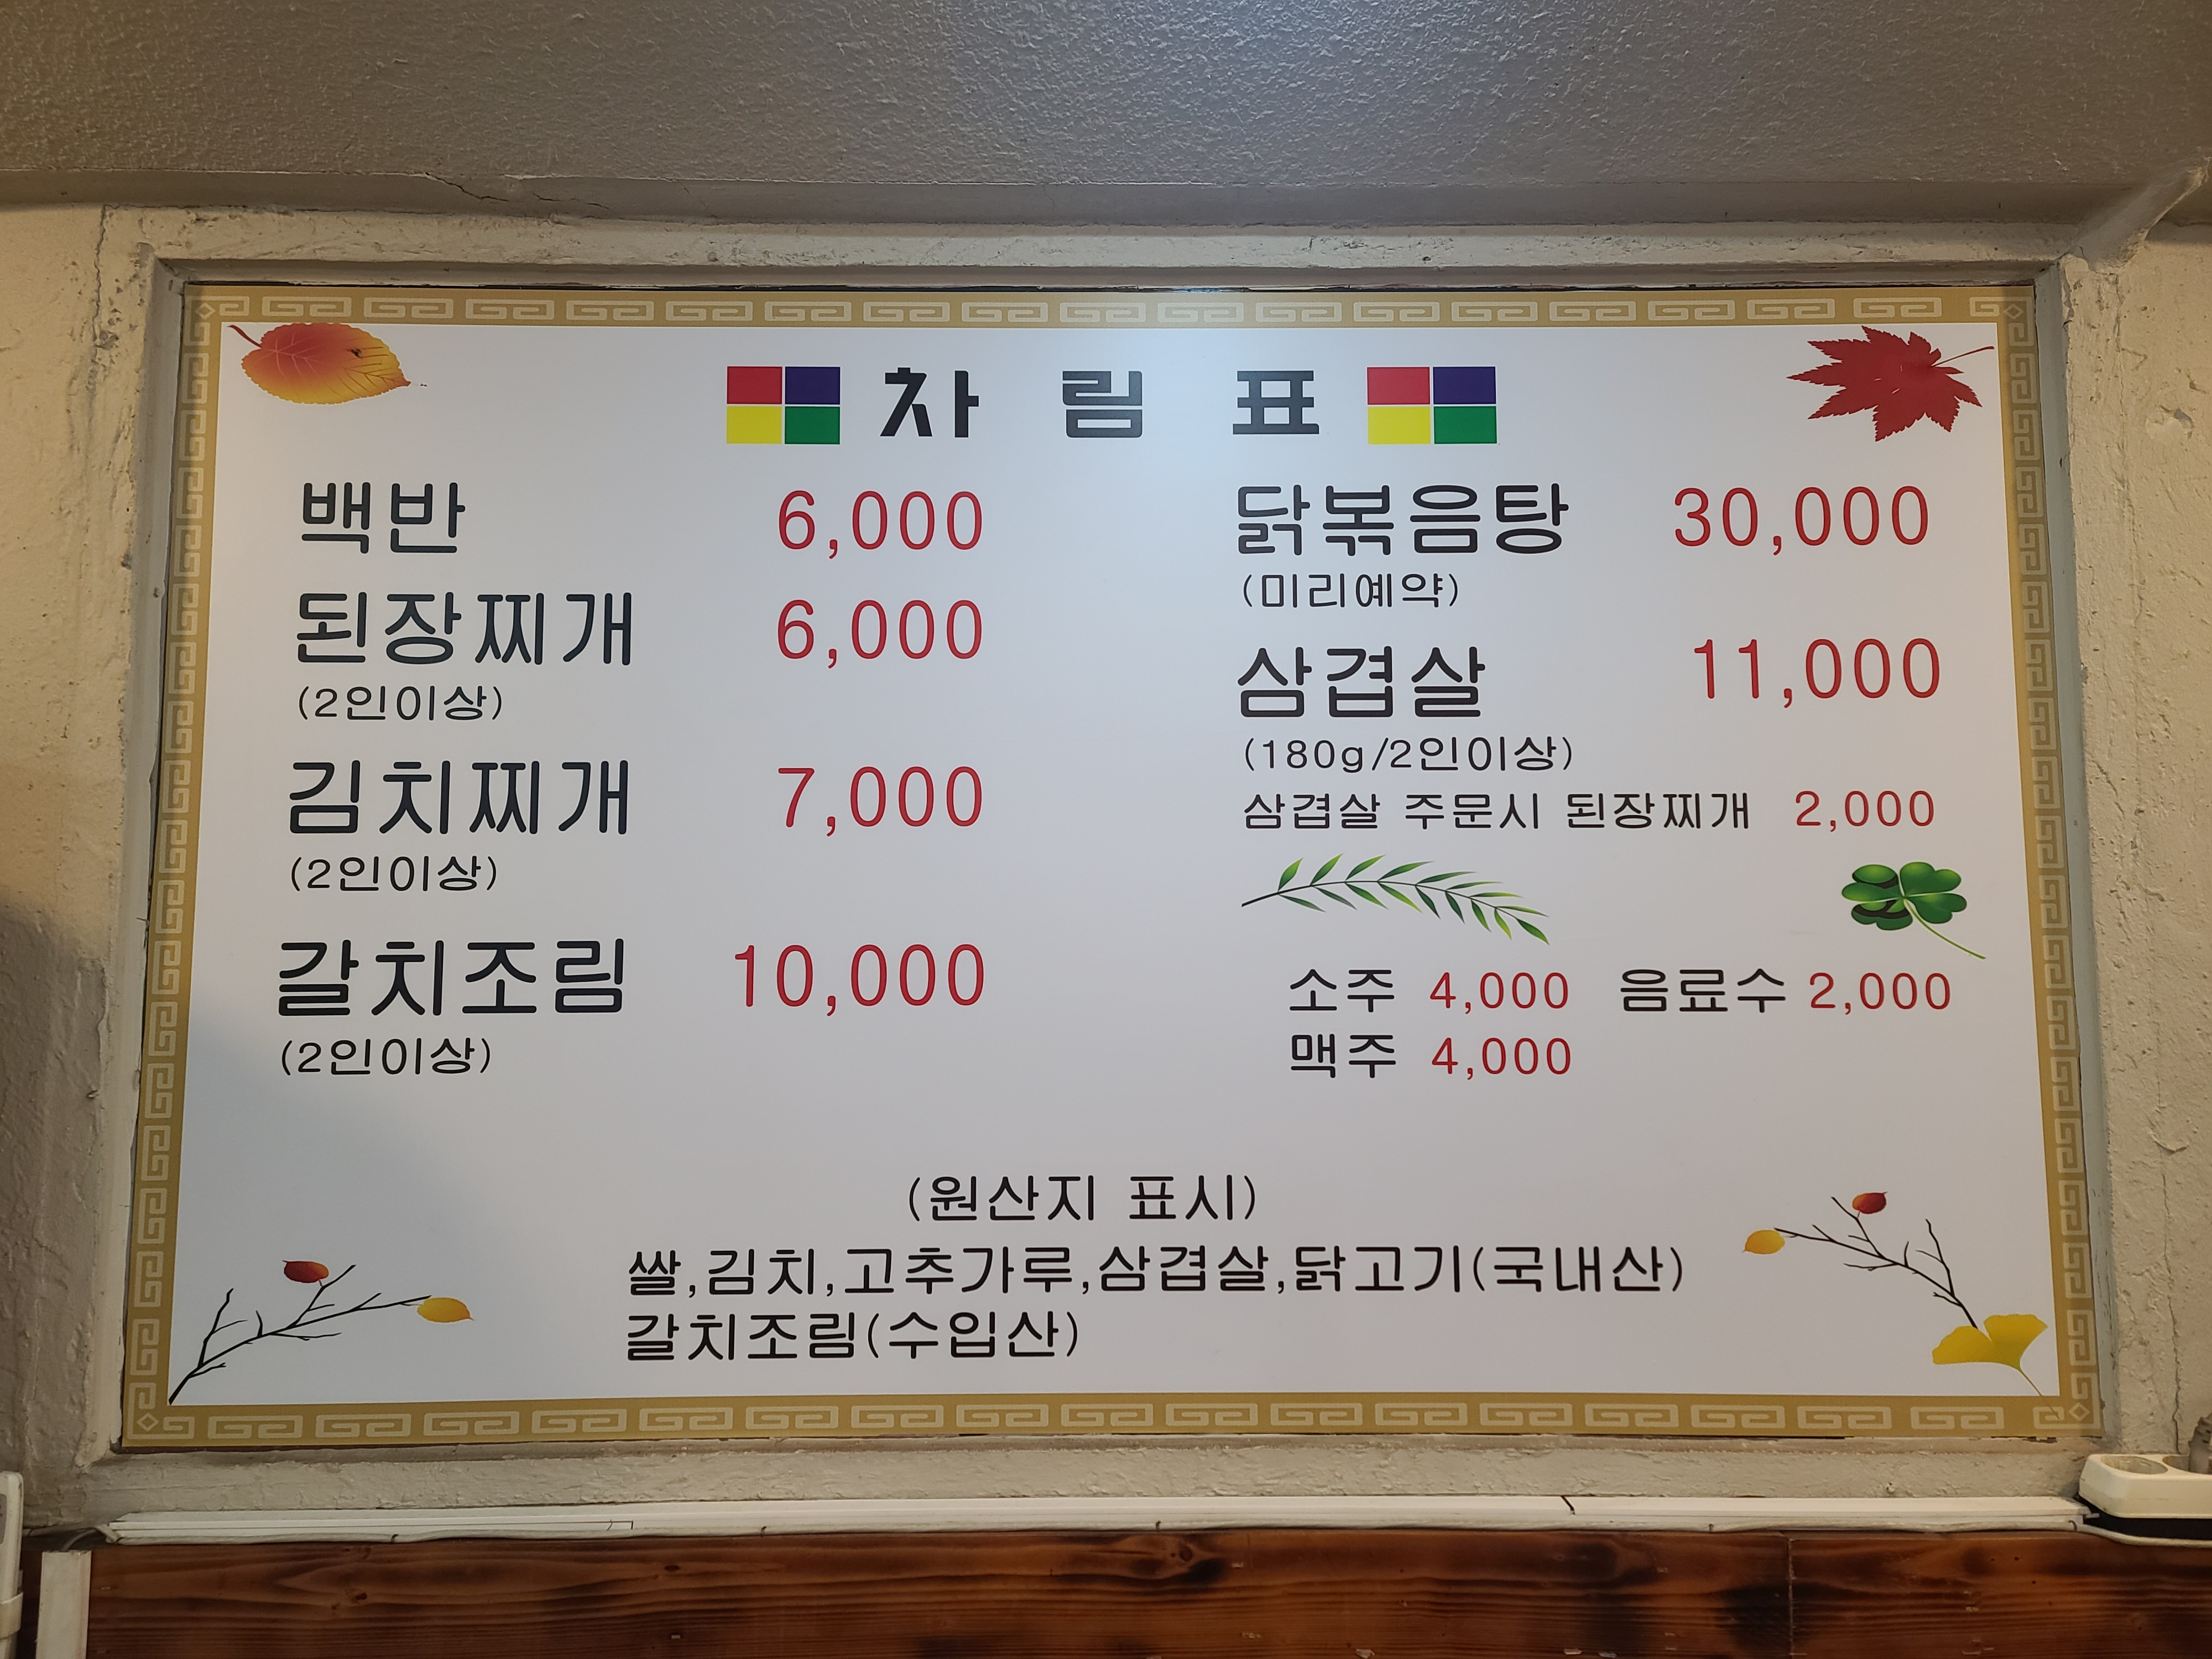 차 림 표
백반 6,000
된장찌개 6,000
(2인이상)
김치찌개 7,000
(2인이상)
갈치조림 10,000
(2인이상)
닭볶음탕 30,000
(미리예약)
삼겹살 11,000
(180g/2인이상)
삼겹살 주문시 된장찌개 2,000
소주 4,000 음료수 2,000
맥주 4,000
(원산지 표시)
쌀,김치,고추가루,삼겹살,닭고기(국내산)
갈치조림(수입산)